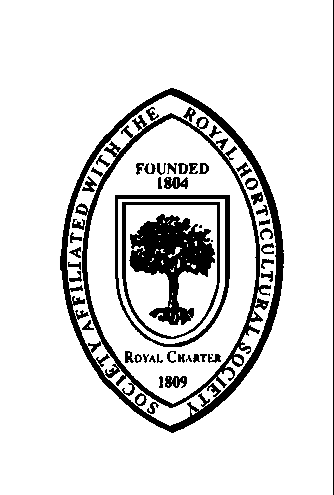 SOCIETY AFFILIATED WITH THE ROYAL HORTICULTURAL SOCIETY
FOUNDED
1804
ROYAL CHARTER
1809